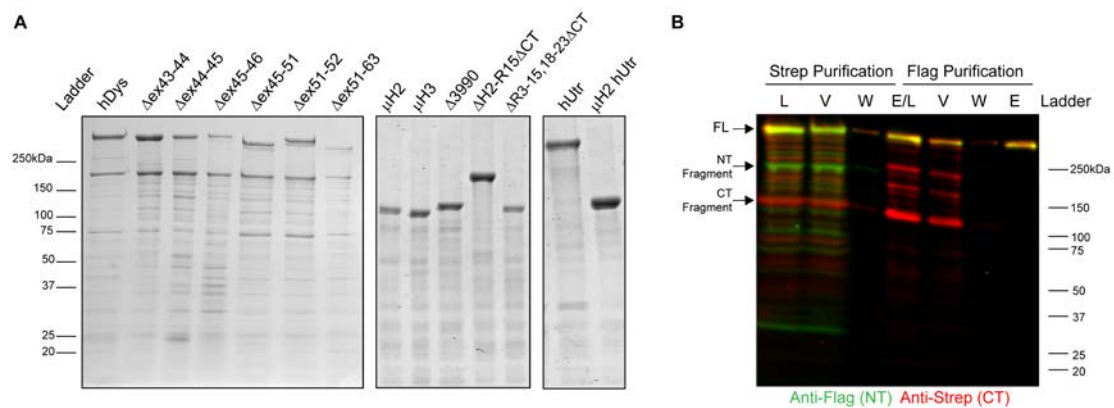 A
Ladder
hDys
Δex43-44
Δex44-45
Δex45-46
Δex45-51
Δex51-52
Δex51-63
μH2
μH3
Δ3990
ΔH2-R15ΔCT
ΔR3-15,18-23ΔCT
hUtr
μH2 hUtr
250kDa
150
100
75
50
37
25
20
B
Strep Purification Flag Purification
L V W E/L V W E Ladder
FL
NT
Fragment
CT
Fragment
250kDa
150
100
75
50
37
25
20
Anti-Flag (NT) Anti-Strep (CT)